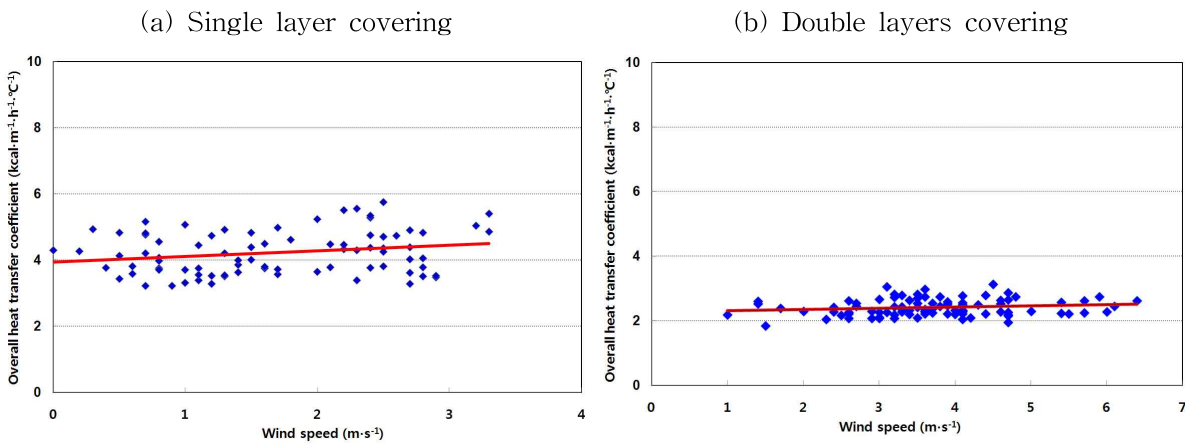 (a) Single layer covering
Overall heat transfer coefficient (kcal·m⁻¹·h⁻¹·℃⁻¹)
10
8
6
4
2
0
0 1 2 3 4
Wind speed (m·s⁻¹)
(b) Double layers covering
Overall heat transfer coefficient (kcal·m⁻¹·h⁻¹·℃⁻¹)
10
8
6
4
2
0
0 1 2 3 4 5 6 7
Wind speed (m·s⁻¹)